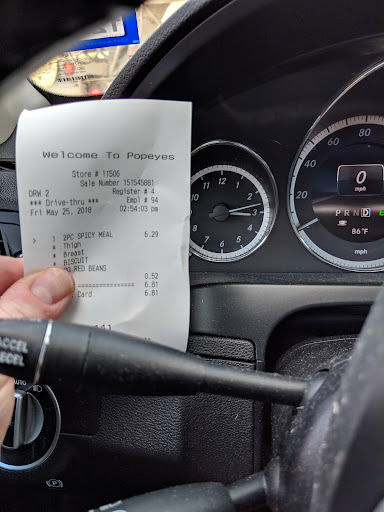 Welcome To Popeyes
Store # 11506
Sale Number 151545881
DRW 2 Register # 4
*** Drive-thru *** Empl # 94
Fri May 25, 2018 02:54:03 pm
> 1 2PC SPICY MEAL 6.29
* Thigh
* Breast
* BISCUIT
RED BEANS
0.52
============== 6.81
Card 6.81
12
1
2
3
4
5
6
7
8
9
10
11
20
40
60
80
0
mph
P R N D
86°F
mph
ACCEL
DECEL
AUTO
P